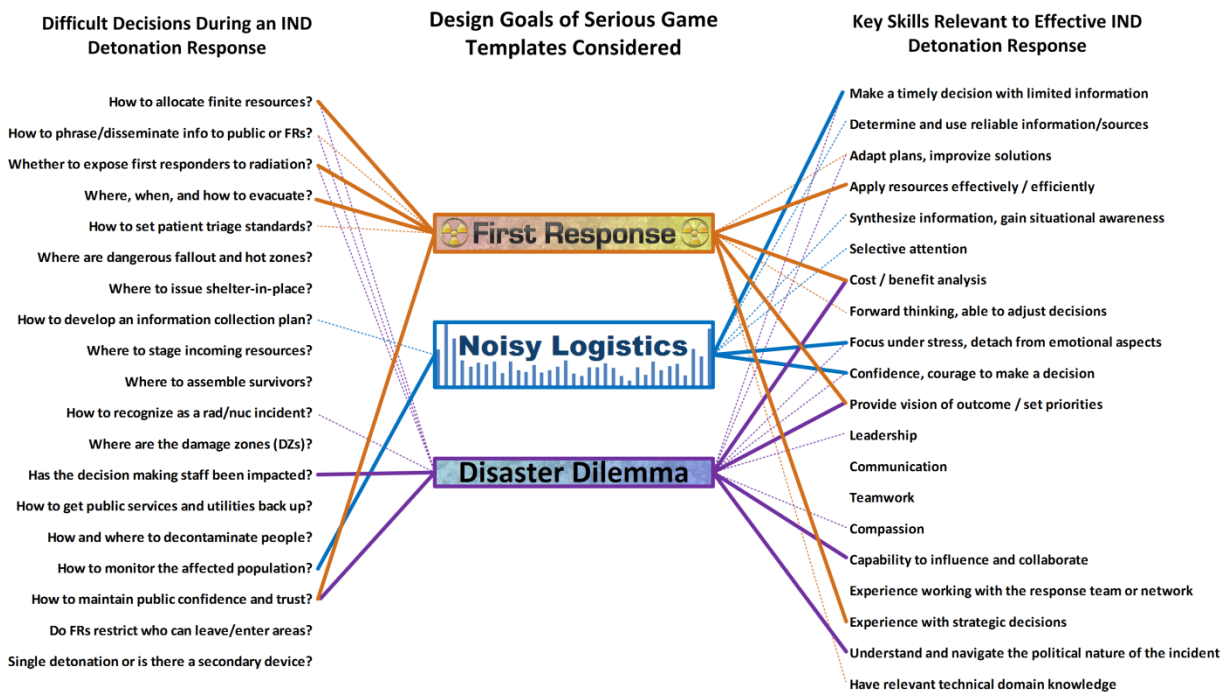 Difficult Decisions During an IND
Detonation Response
How to allocate finite resources?
How to phrase/disseminate info to public or FRs?
Whether to expose first responders to radiation?
Where, when, and how to evacuate?
How to set patient triage standards?
Where are dangerous fallout and hot zones?
Where to issue shelter-in-place?
How to develop an information collection plan?
Where to stage incoming resources?
Where to assemble survivors?
How to recognize as a rad/nuc incident?
Where are the damage zones (DZs)?
Has the decision making staff been impacted?
How to get public services and utilities back up?
How and where to decontaminate people?
How to monitor the affected population?
How to maintain public confidence and trust?
Do FRs restrict who can leave/enter areas?
Single detonation or is there a secondary device?
Design Goals of Serious Game
Templates Considered
First Response
Noisy Logistics
Disaster Dilemma
Key Skills Relevant to Effective IND
Detonation Response
Make a timely decision with limited information
Determine and use reliable information/sources
Adapt plans, improvize solutions
Apply resources effectively / efficiently
Synthesize information, gain situational awareness
Selective attention
Cost / benefit analysis
Forward thinking, able to adjust decisions
Focus under stress, detach from emotional aspects
Confidence, courage to make a decision
Provide vision of outcome / set priorities
Leadership
Communication
Teamwork
Compassion
Capability to influence and collaborate
Experience working with the response team or network
Experience with strategic decisions
Understand and navigate the political nature of the incident
Have relevant technical domain knowledge